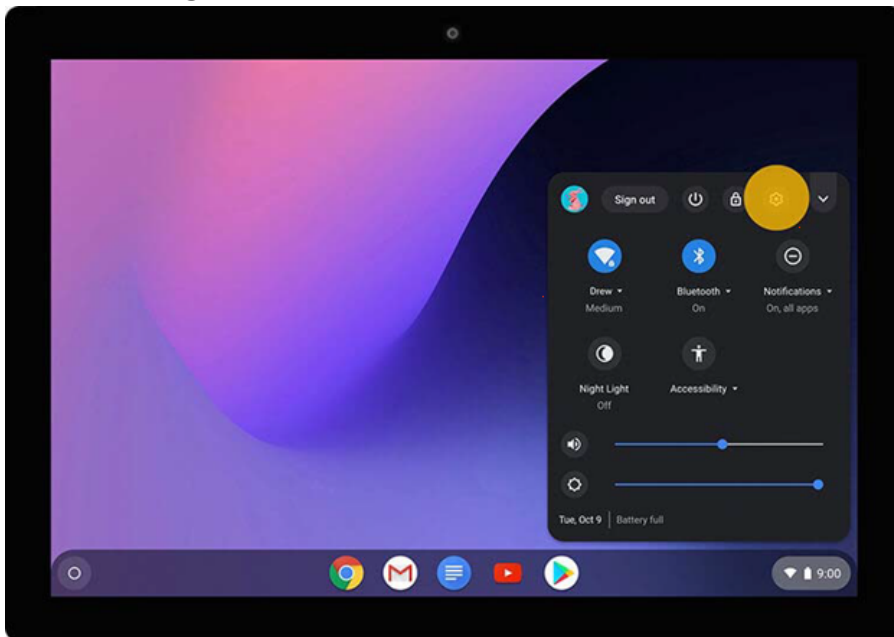 Sign out
Drew
Medium
Bluetooth
On
Notifications
On, all apps
Night Light
Off
Accessibility
Tue, Oct 9 | Battery full
9:00